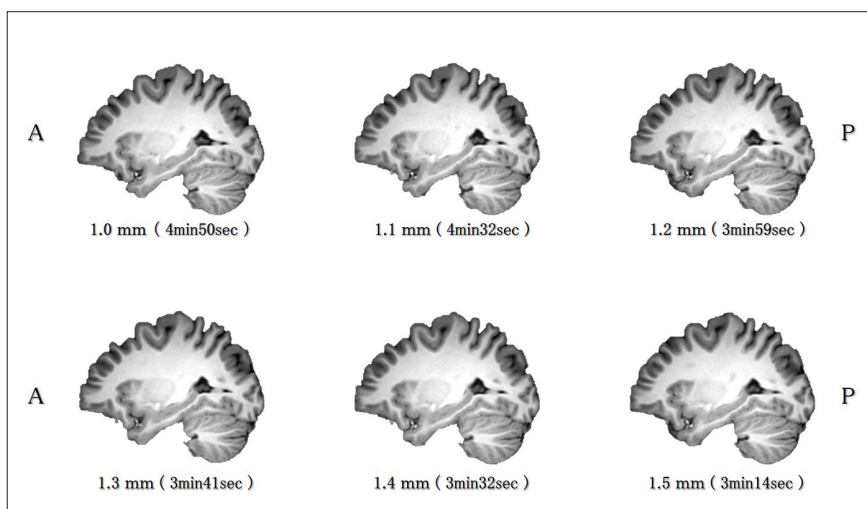 A
P
1.0 mm ( 4min50sec )
1.1 mm ( 4min32sec )
1.2 mm ( 3min59sec )
A
P
1.3 mm ( 3min41sec )
1.4 mm ( 3min32sec )
1.5 mm ( 3min14sec )